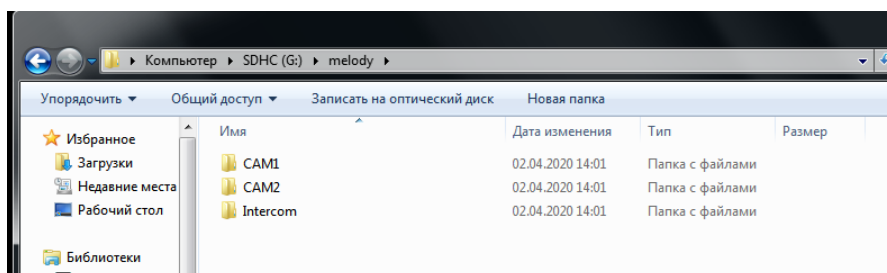 Компьютер ▸ SDHC (G:) ▸ melody ▸
Упорядочить Общий доступ Записать на оптический диск Новая папка
Избранное
Загрузки
Недавние места
Рабочий стол
Библиотеки
Имя Дата изменения Тип Размер
CAM1 02.04.2020 14:01 Папка с файлами
CAM2 02.04.2020 14:01 Папка с файлами
Intercom 02.04.2020 14:01 Папка с файлами